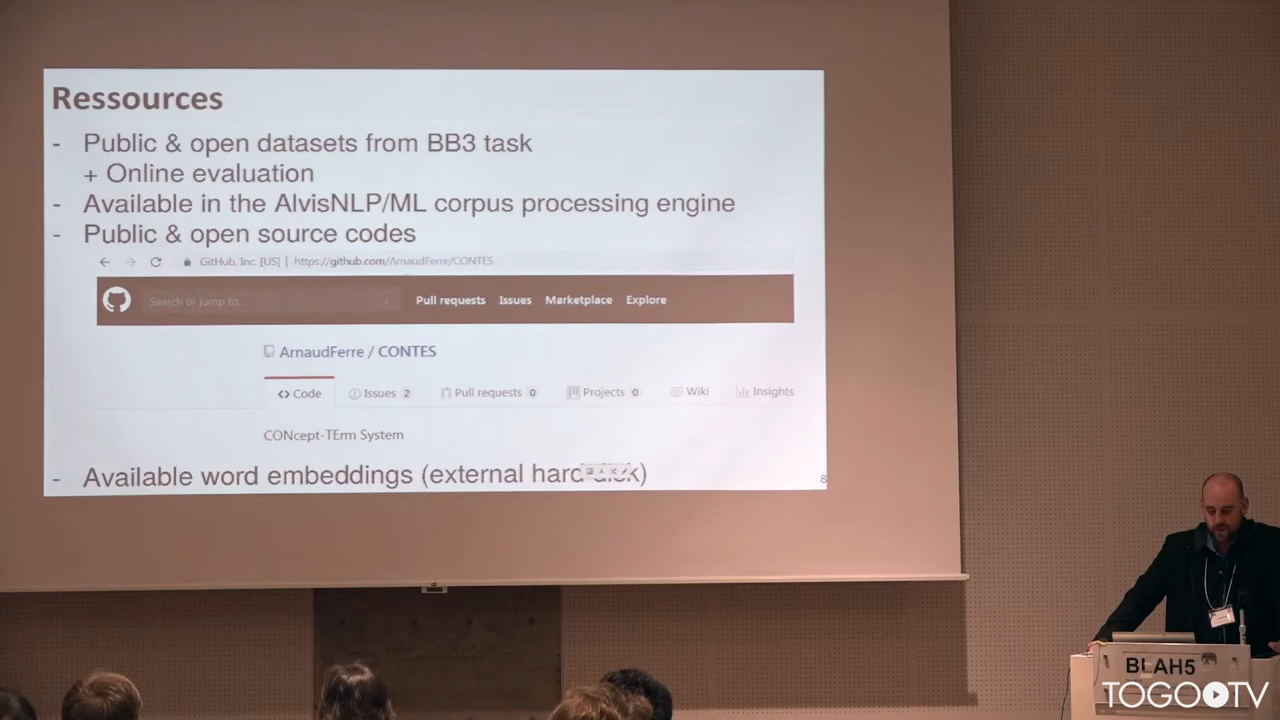 Ressources
- Public & open datasets from BB3 task
+ Online evaluation
- Available in the AlvisNLP/ML corpus processing engine
- Public & open source codes
GitHub, Inc. [US] | https://github.com/ArnaudFerre/CONTES
Search or jump to... /
Pull requests Issues Marketplace Explore
ArnaudFerre / CONTES
<> Code Issues 2 Pull requests 0 Projects 0 Wiki Insights
CONcept-TErm System
- Available word embeddings (external hard disk)
8
BLAH5
TOGOTV